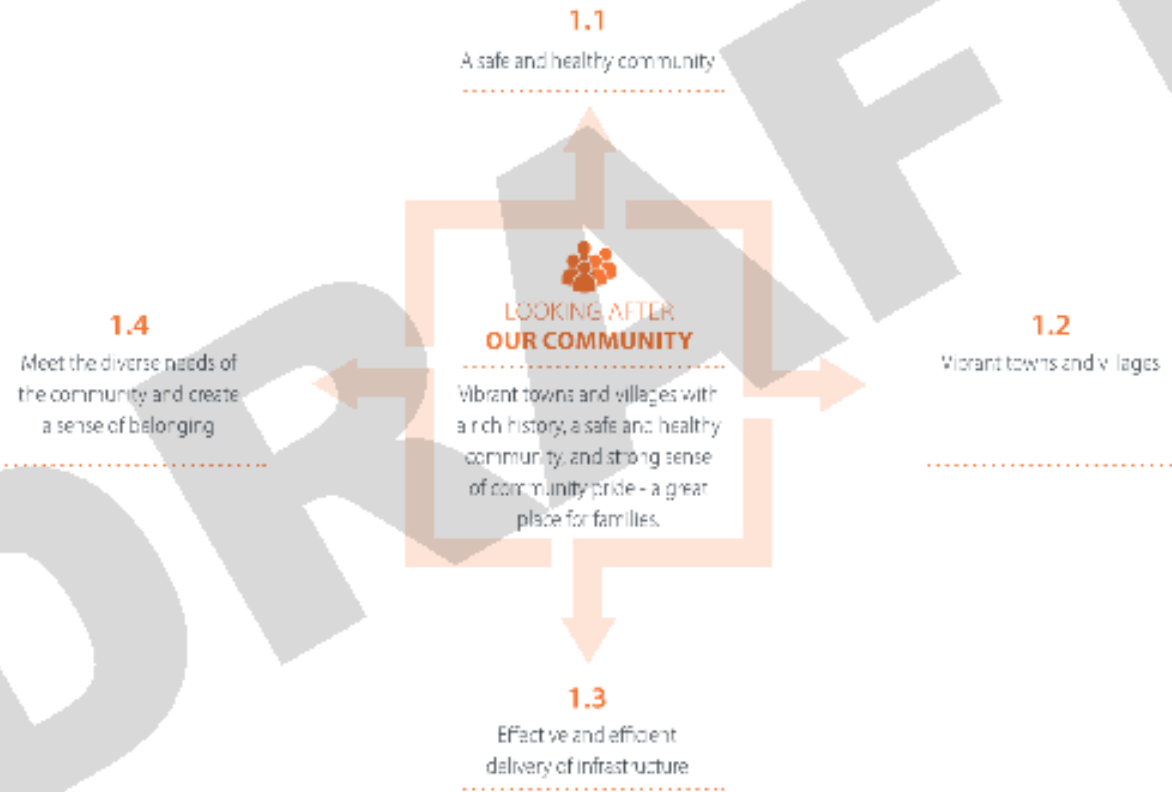 1.1
A safe and healthy community
LOOKING AFTER
OUR COMMUNITY
Vibrant towns and villages with
a rich history, a safe and healthy
community, and strong sense
of community pride - a great
place for families.
1.2
Vibrant towns and villages
1.3
Effective and efficient
delivery of infrastructure
1.4
Meet the diverse needs of
the community and create
a sense of belonging
DRAFT